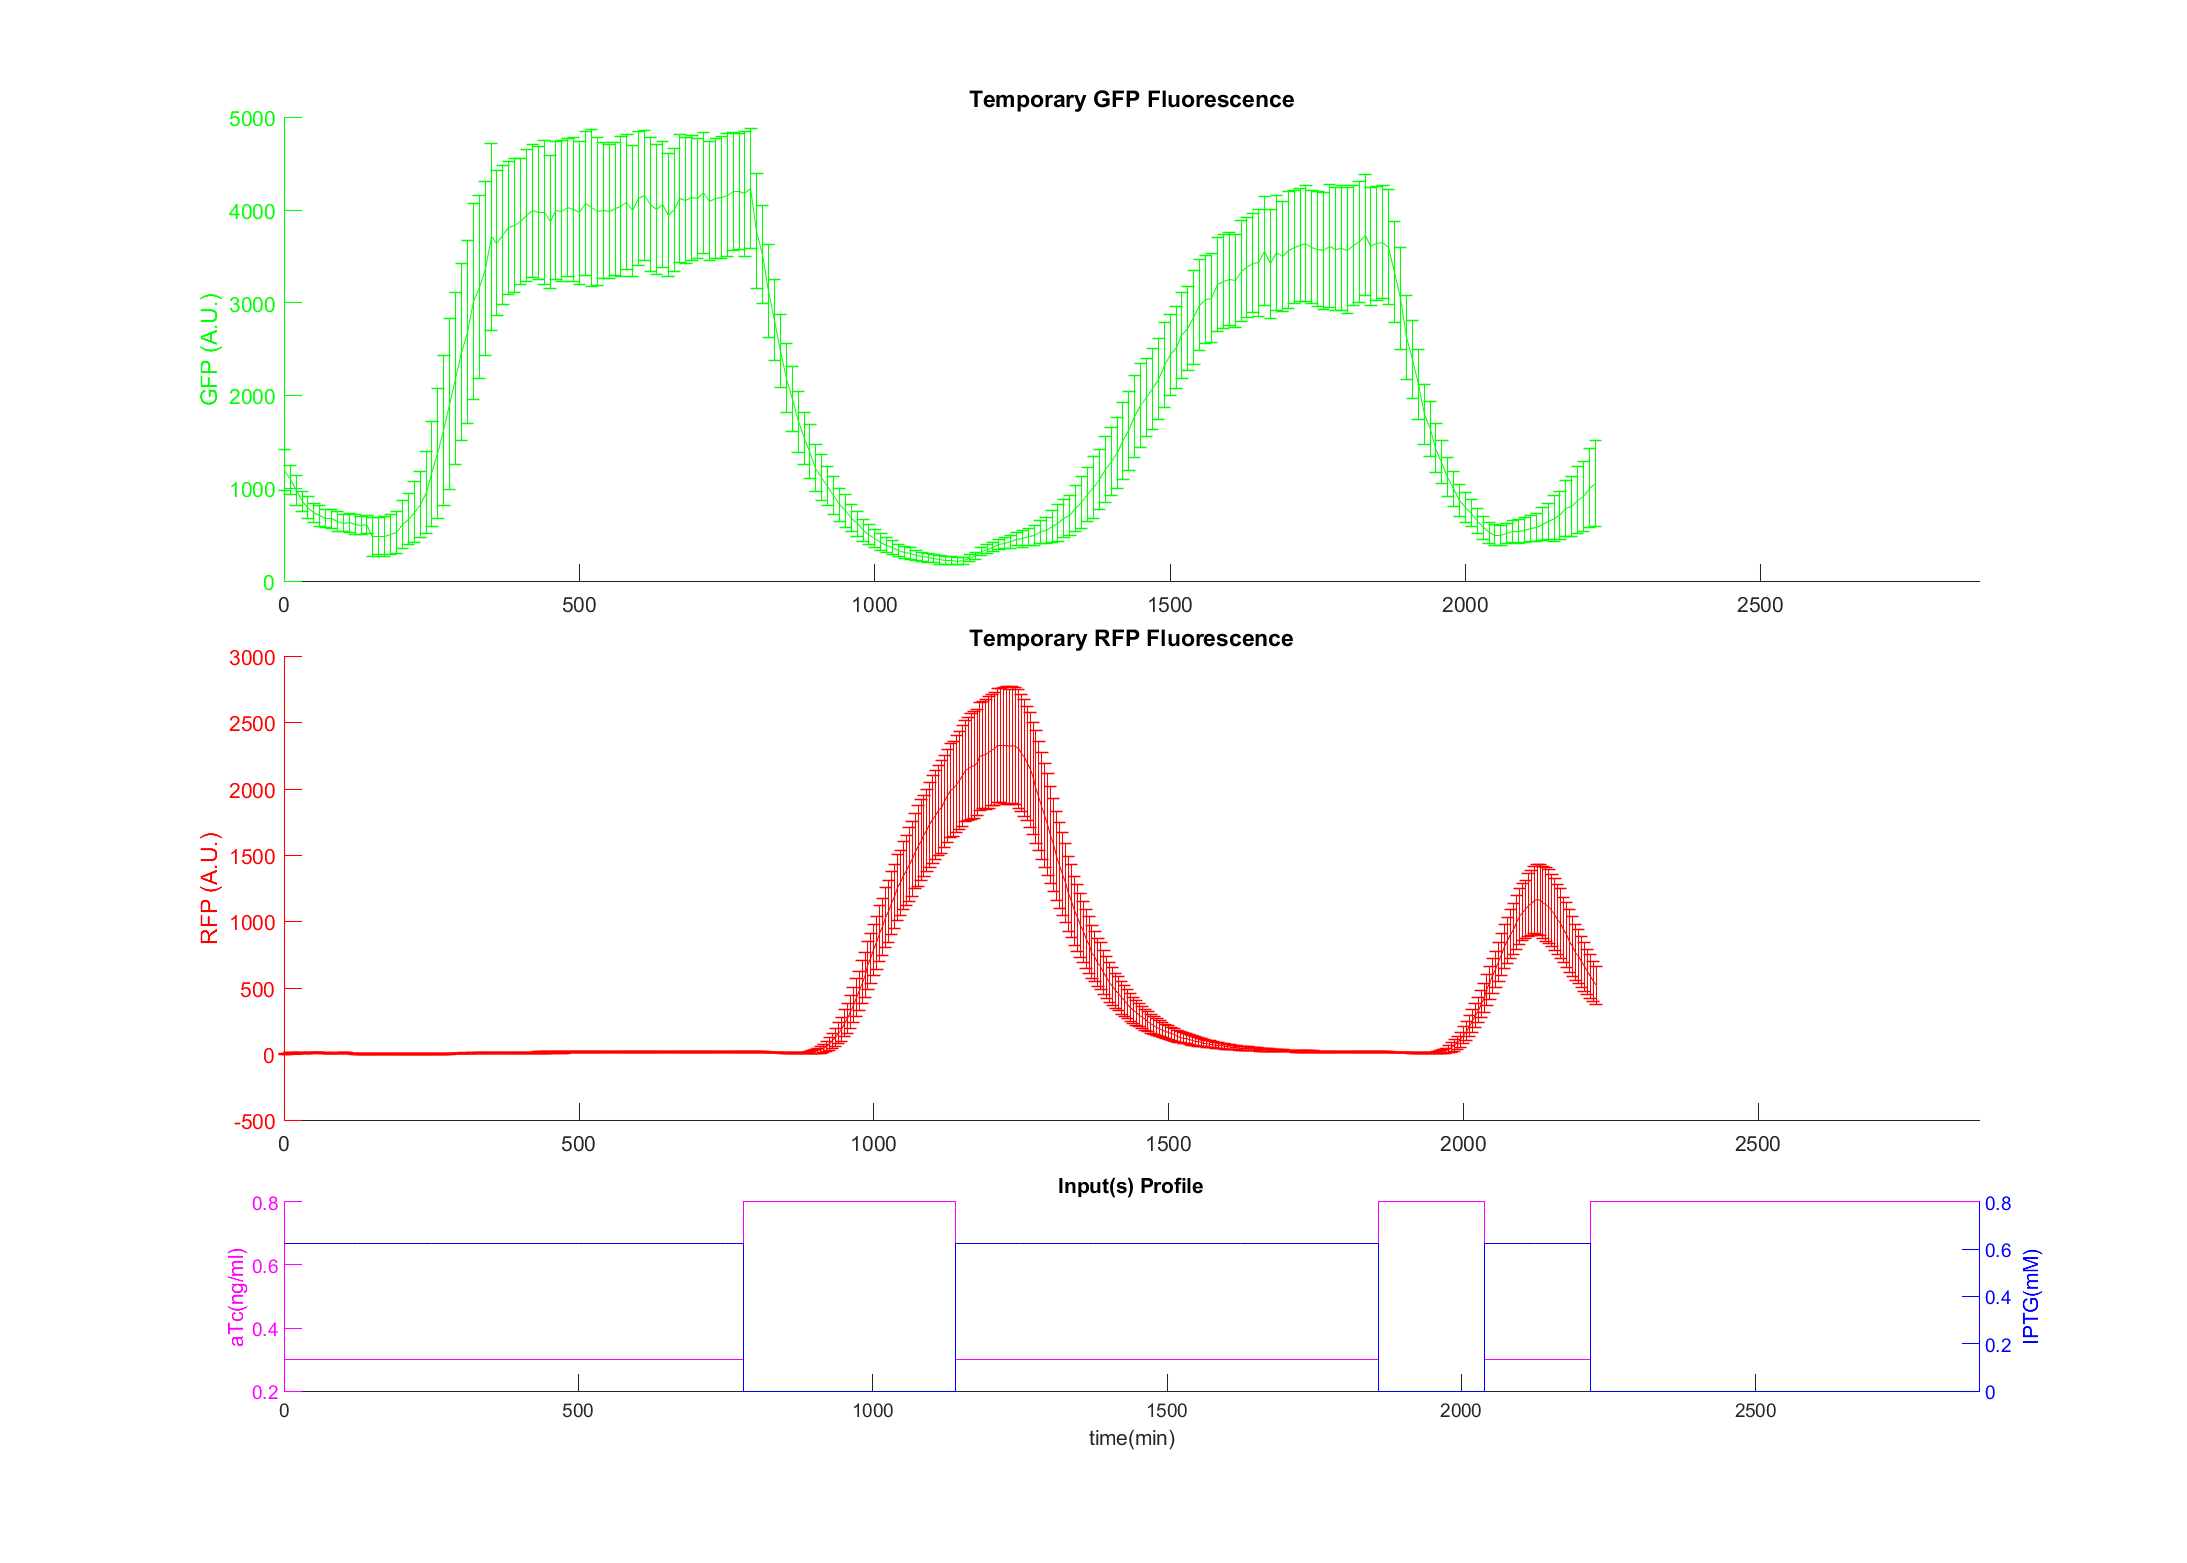 Temporary GFP Fluorescence
GFP (A.U.)
5000
4000
3000
2000
1000
0
0 500 1000 1500 2000 2500
Temporary RFP Fluorescence
RFP (A.U.)
3000
2500
2000
1500
1000
500
0
-500
0 500 1000 1500 2000 2500
Input(s) Profile
aTc(ng/ml)
0.8
0.6
0.4
0.2
IPTG(mM)
0.8
0.6
0.4
0.2
0
0 500 1000 1500 2000 2500
time(min)